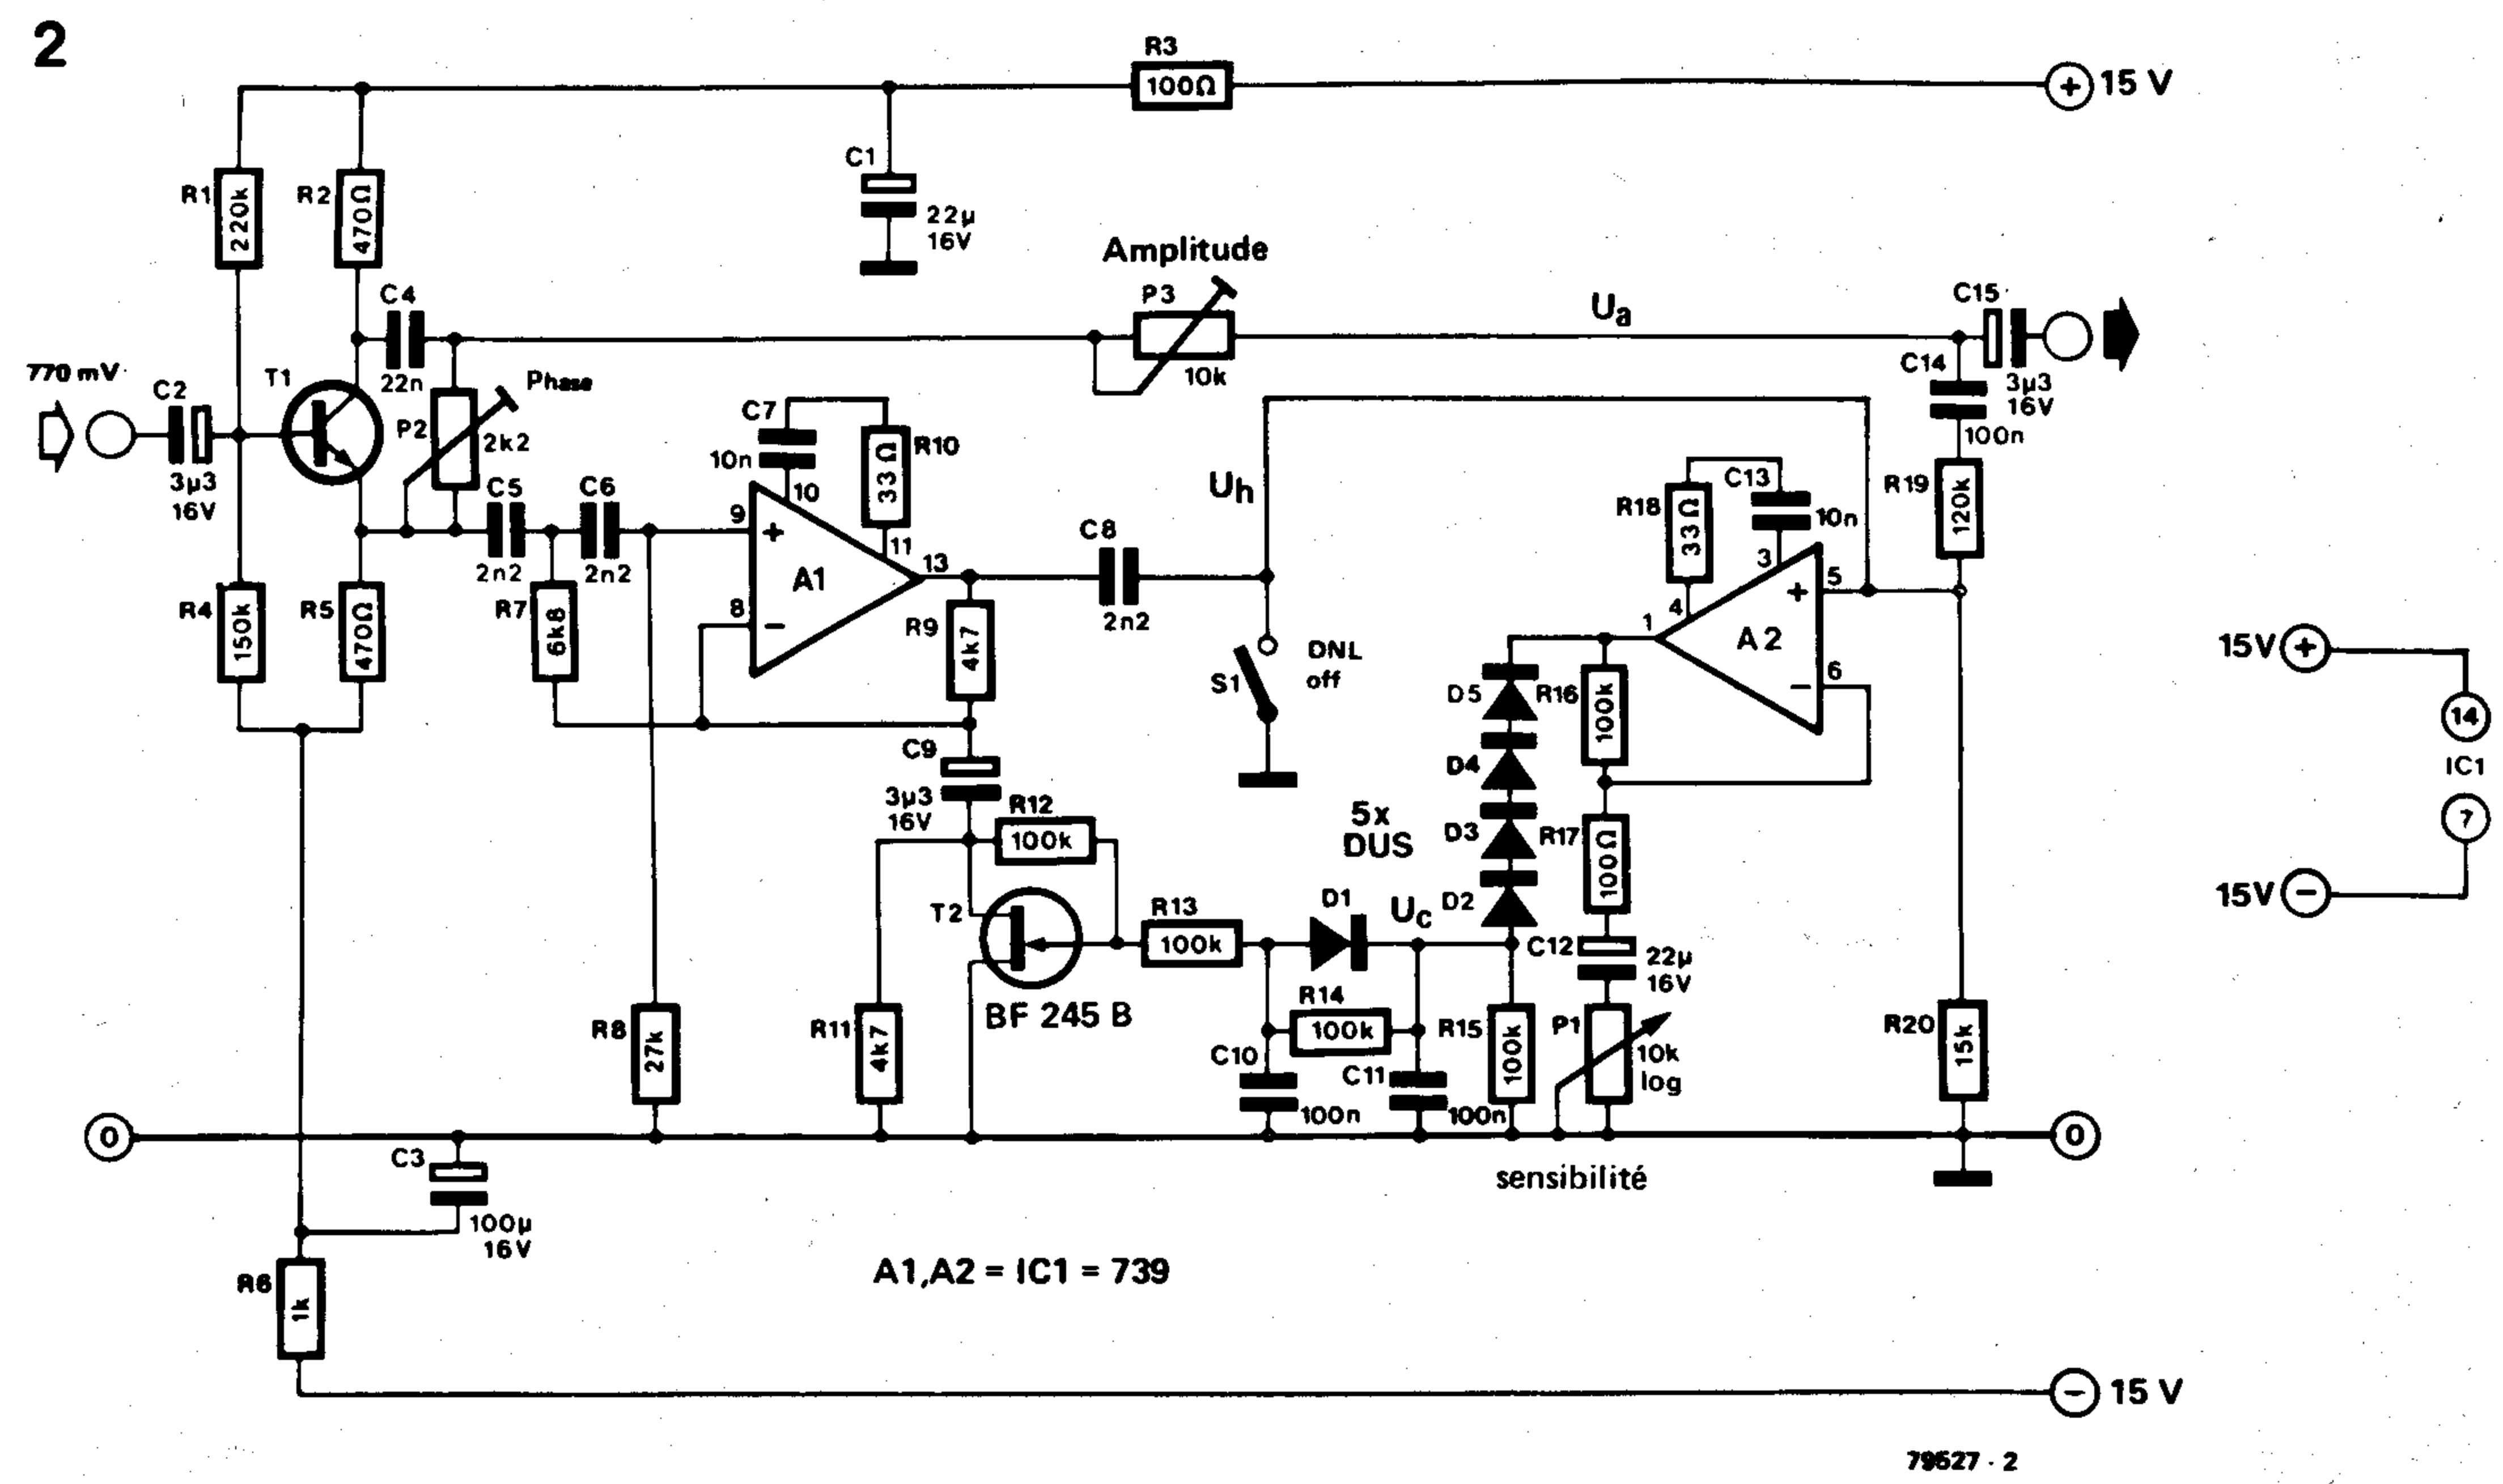 2
R3
100Ω
+ 15 V
R1
220k
R2
470Ω
C1
22µ
16V
Amplitude
P3
10k
Ua
C15
3µ3
16V
C14
100n
C4
22n
770 mV
C2
3µ3
16V
T1
Phase
P2
2k2
C7
10n
R10
33Ω
C5
2n2
C6
2n2
9
10
+
11
13
A1
8
−
C8
2n2
Uh
R18
33Ω
C13
10n
R19
120k
3
4
5
+
1
A2
6
−
R4
150k
R5
470Ω
R7
6k8
R9
4k7
S1
DNL
off
D5
R16
100k
15V +
14
IC1
7
15V −
C9
3µ3
16V
R12
100k
5x
DUS
D4
D3
R17
100Ω
T2
BF 245 B
R13
100k
D1
Uc
D2
C12
22µ
16V
R8
27k
R11
4k7
R14
100k
C10
100n
C11
100n
R15
100k
P1
10k
log
R20
15k
0
0
C3
100µ
16V
sensibilité
R6
1k
A1,A2 = IC1 = 739
− 15 V
79527 - 2